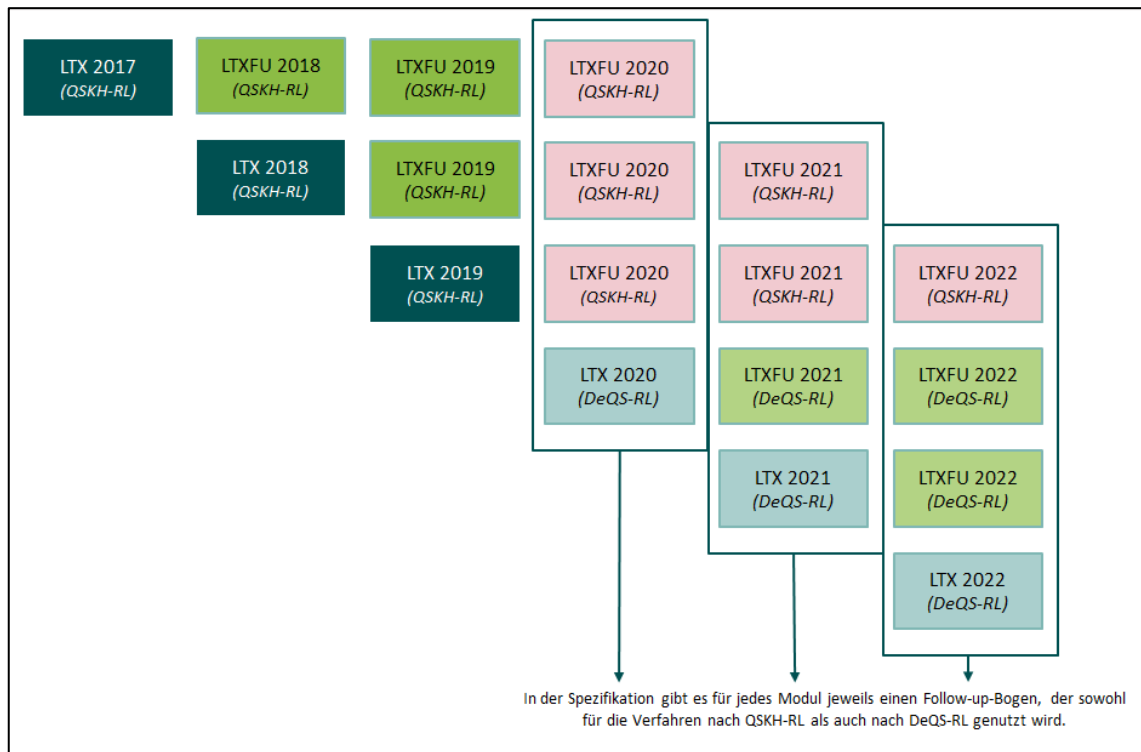 LTX 2017
(QSKH-RL)
LTXFU 2018
(QSKH-RL)
LTXFU 2019
(QSKH-RL)
LTXFU 2020
(QSKH-RL)
LTX 2018
(QSKH-RL)
LTXFU 2019
(QSKH-RL)
LTXFU 2020
(QSKH-RL)
LTXFU 2021
(QSKH-RL)
LTX 2019
(QSKH-RL)
LTXFU 2020
(QSKH-RL)
LTXFU 2021
(QSKH-RL)
LTXFU 2022
(QSKH-RL)
LTX 2020
(DeQS-RL)
LTXFU 2021
(DeQS-RL)
LTXFU 2022
(DeQS-RL)
LTX 2021
(DeQS-RL)
LTXFU 2022
(DeQS-RL)
LTX 2022
(DeQS-RL)
In der Spezifikation gibt es für jedes Modul jeweils einen Follow-up-Bogen, der sowohl
für die Verfahren nach QSKH-RL als auch nach DeQS-RL genutzt wird.